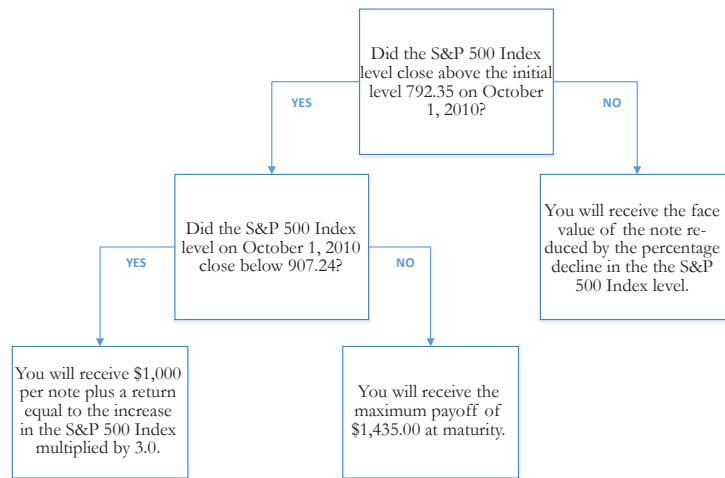 Did the S&P 500 Index
level close above the initial
level 792.35 on October
1, 2010?
YES
NO
Did the S&P 500 Index
level on October 1, 2010
close below 907.24?
You will receive the face
value of the note re-
duced by the percentage
decline in the the S&P
500 Index level.
YES
NO
You will receive $1,000
per note plus a return
equal to the increase
in the S&P 500 Index
multiplied by 3.0.
You will receive the
maximum payoff of
$1,435.00 at maturity.